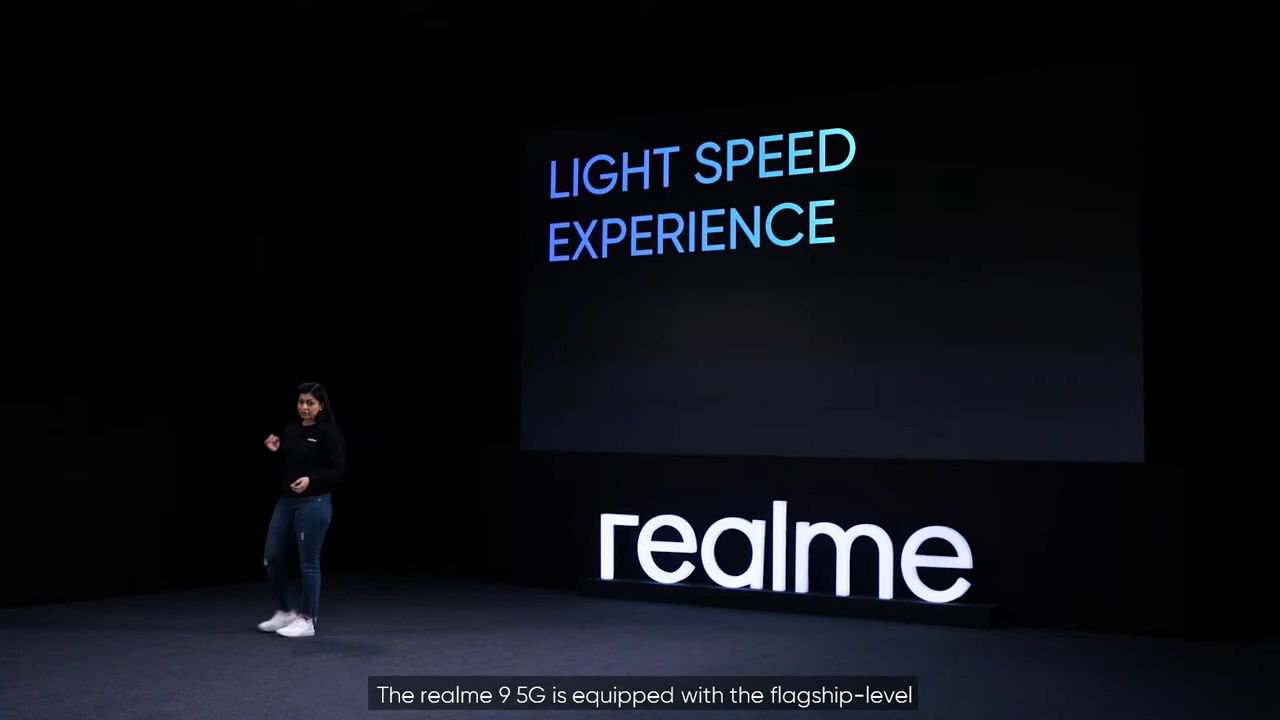 LIGHT SPEED
EXPERIENCE
realme
The realme 9 5G is equipped with the flagship-level